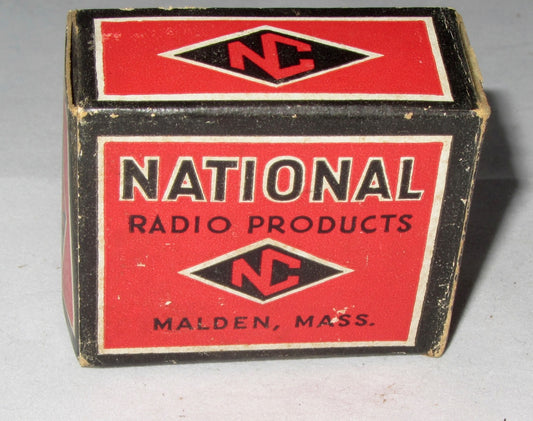 NC
NATIONAL
RADIO PRODUCTS
NC
MALDEN, MASS.